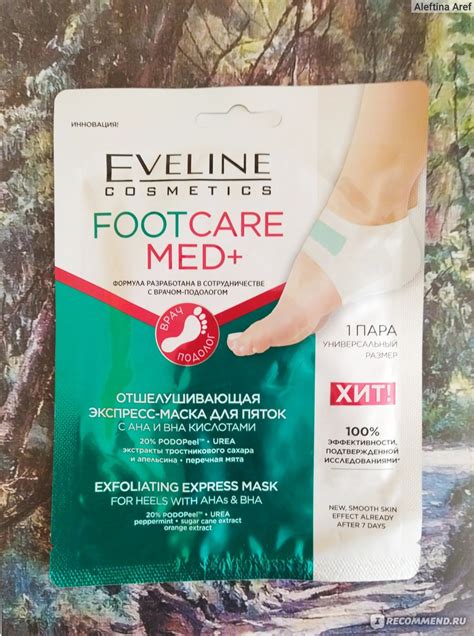 Aleftina Aref
ИННОВАЦИЯ!
EVELINE
COSMETICS
FOOTCARE
MED+
ФОРМУЛА РАЗРАБОТАНА В СОТРУДНИЧЕСТВЕ
С ВРАЧОМ-ПОДОЛОГОМ
ВРАЧ
ПОДОЛОГ
1 ПАРА
УНИВЕРСАЛЬНЫЙ
РАЗМЕР
ХИТ!
100%
ЭФФЕКТИВНОСТИ,
ПОДТВЕРЖДЕННОЙ
ИССЛЕДОВАНИЯМИ*
ОТШЕЛУШИВАЮЩАЯ
ЭКСПРЕСС-МАСКА ДЛЯ ПЯТОК
С AHA И BHA КИСЛОТАМИ
20% PODOPeel™ • UREA
экстракты тростникового сахара
и апельсина • перечная мята
EXFOLIATING EXPRESS MASK
FOR HEELS WITH AHAs & BHA
20% PODOPeel™ • UREA
peppermint • sugar cane extract
orange extract
NEW, SMOOTH SKIN
EFFECT ALREADY
AFTER 7 DAYS
RECOMMEND.RU